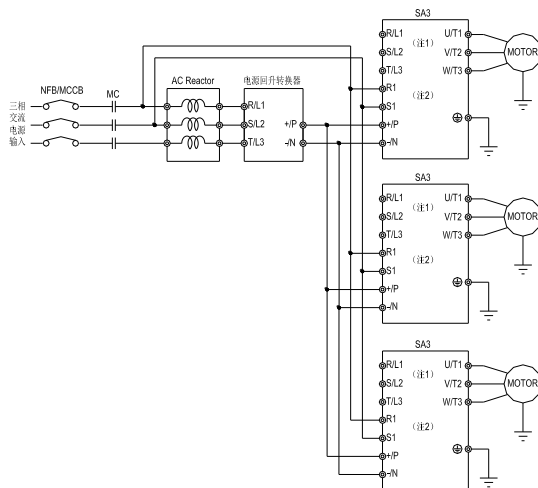 SA3
R/L1
U/T1
(注1)
S/L2
V/T2
MOTOR
T/L3
W/T3
R1
(注2)
S1
+/P
-/N
NFB/MCCB
MC
AC Reactor
电源回升转换器
三相
交流
电源
输入
R/L1
S/L2
T/L3
+/P
-/N
SA3
R/L1
U/T1
(注1)
S/L2
V/T2
MOTOR
T/L3
W/T3
R1
(注2)
S1
+/P
-/N
SA3
R/L1
U/T1
(注1)
S/L2
V/T2
MOTOR
T/L3
W/T3
R1
(注2)
S1
+/P
-/N